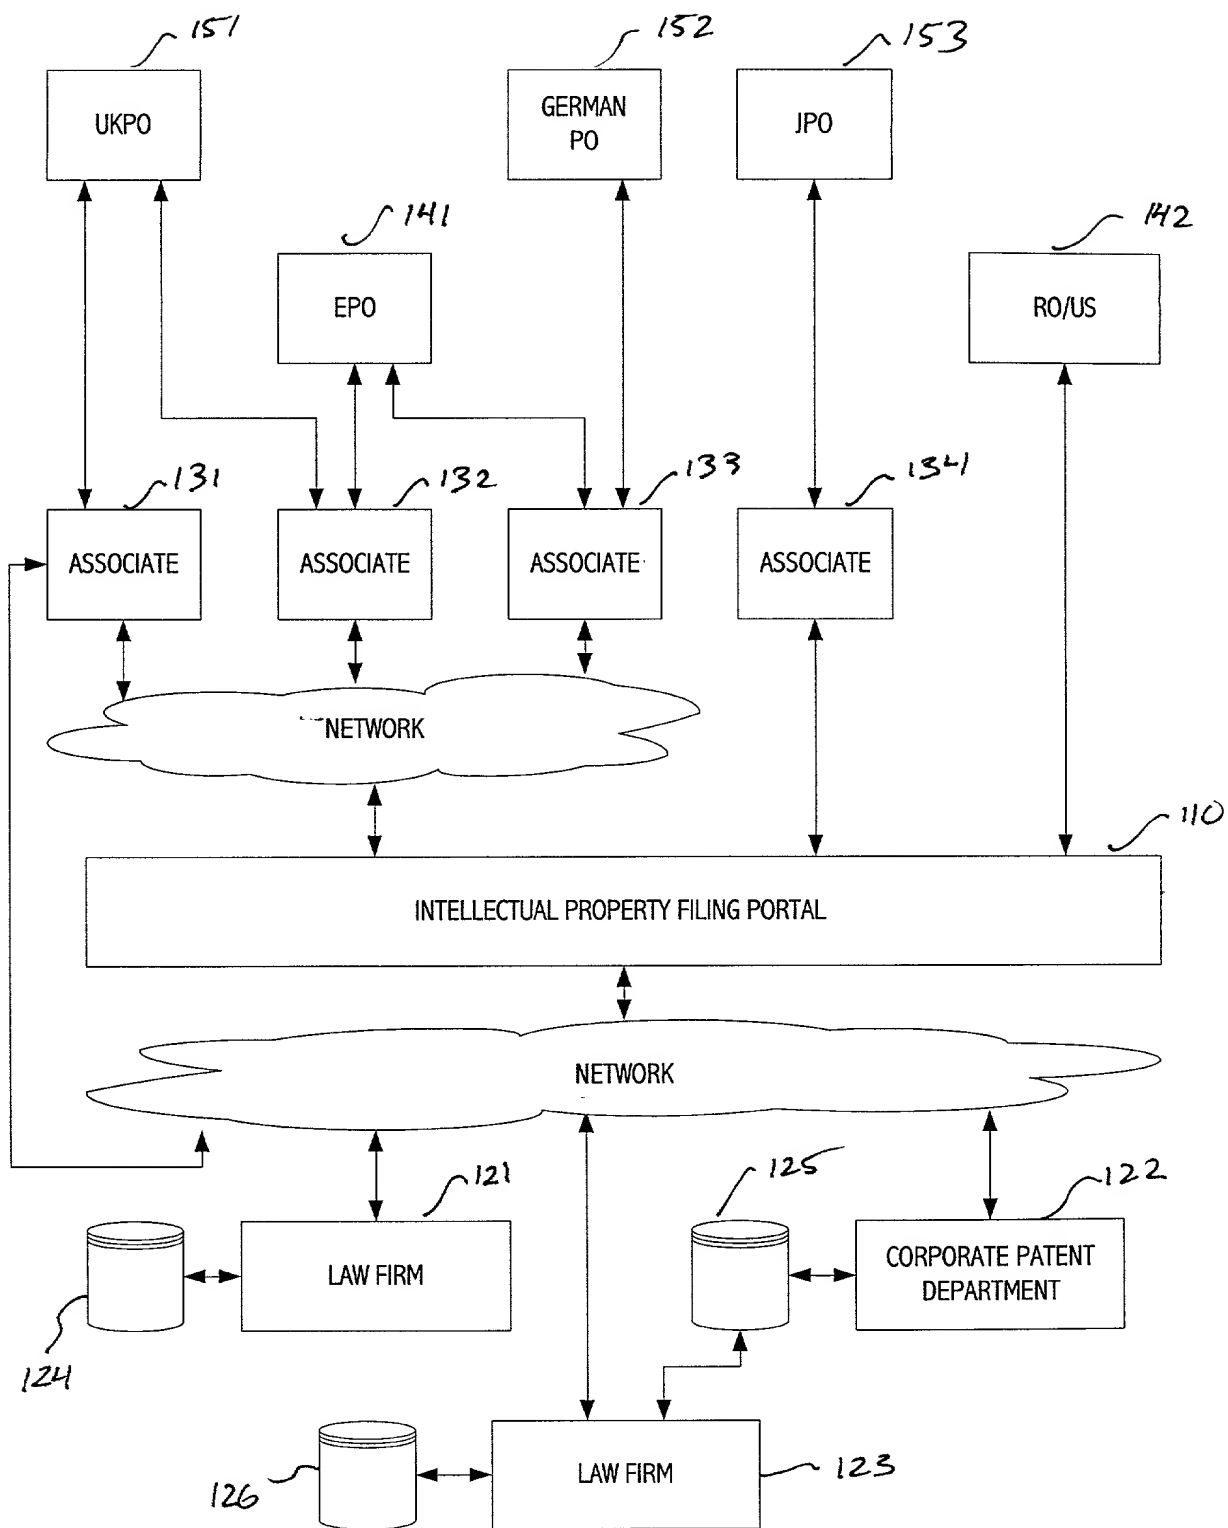 151
152
153
UKPO
GERMAN
PO
JPO
141
142
EPO
RO/US
131
132
133
134
ASSOCIATE
ASSOCIATE
ASSOCIATE
ASSOCIATE
NETWORK
110
INTELLECTUAL PROPERTY FILING PORTAL
NETWORK
121
125
122
LAW FIRM
CORPORATE PATENT
DEPARTMENT
124
126
LAW FIRM
123